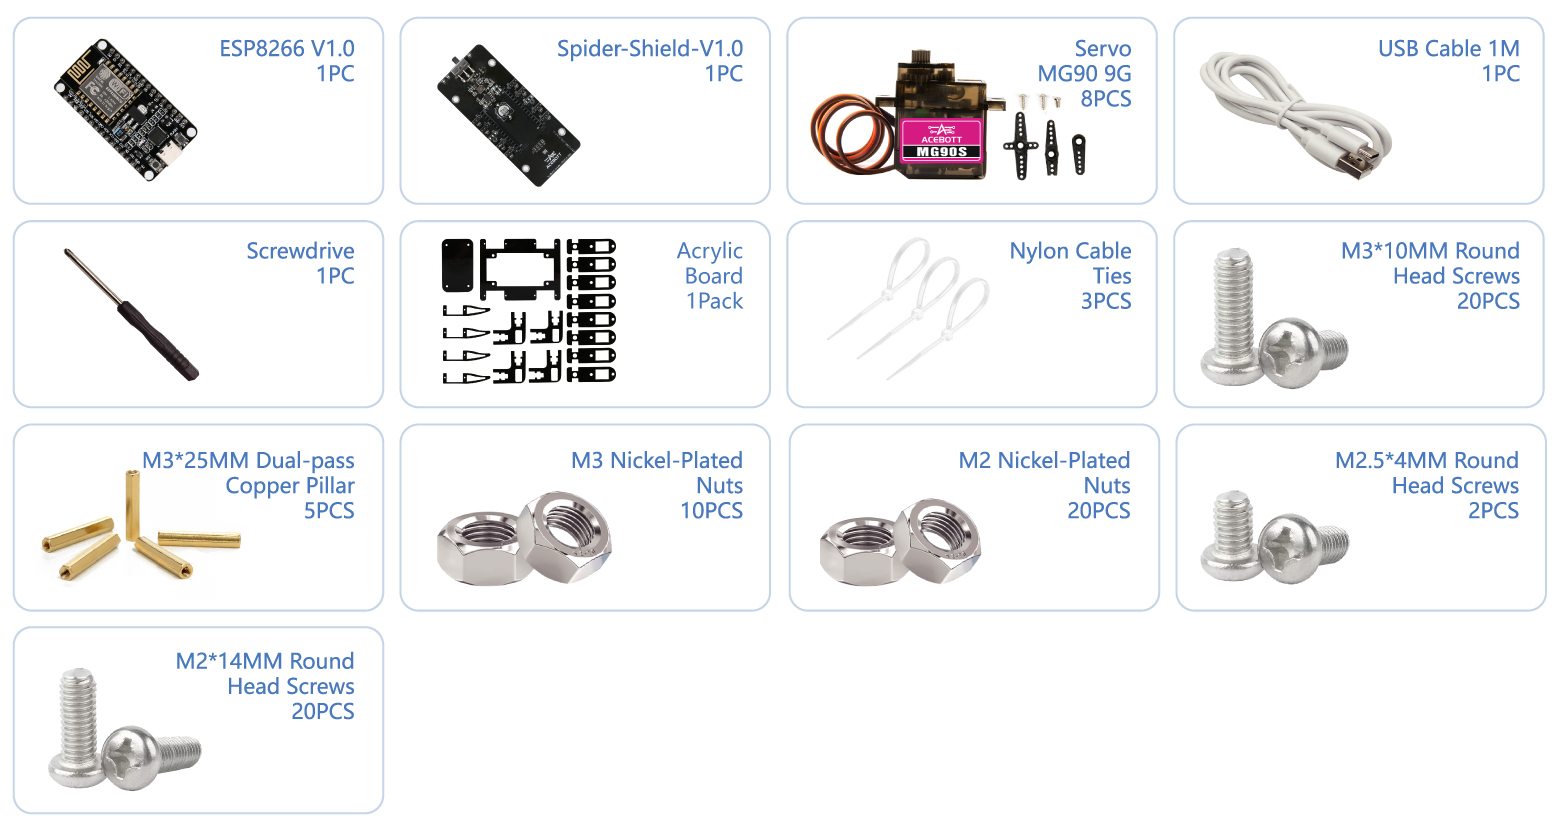 ESP8266 V1.0
1PC
Spider-Shield-V1.0
1PC
ACEBOTT
Servo
MG90 9G
8PCS
ACEBOTT
MG90S
USB Cable 1M
1PC
Screwdrive
1PC
Acrylic
Board
1Pack
Nylon Cable
Ties
3PCS
M3*10MM Round
Head Screws
20PCS
M3*25MM Dual-pass
Copper Pillar
5PCS
M3 Nickel-Plated
Nuts
10PCS
M2 Nickel-Plated
Nuts
20PCS
M2.5*4MM Round
Head Screws
2PCS
M2*14MM Round
Head Screws
20PCS